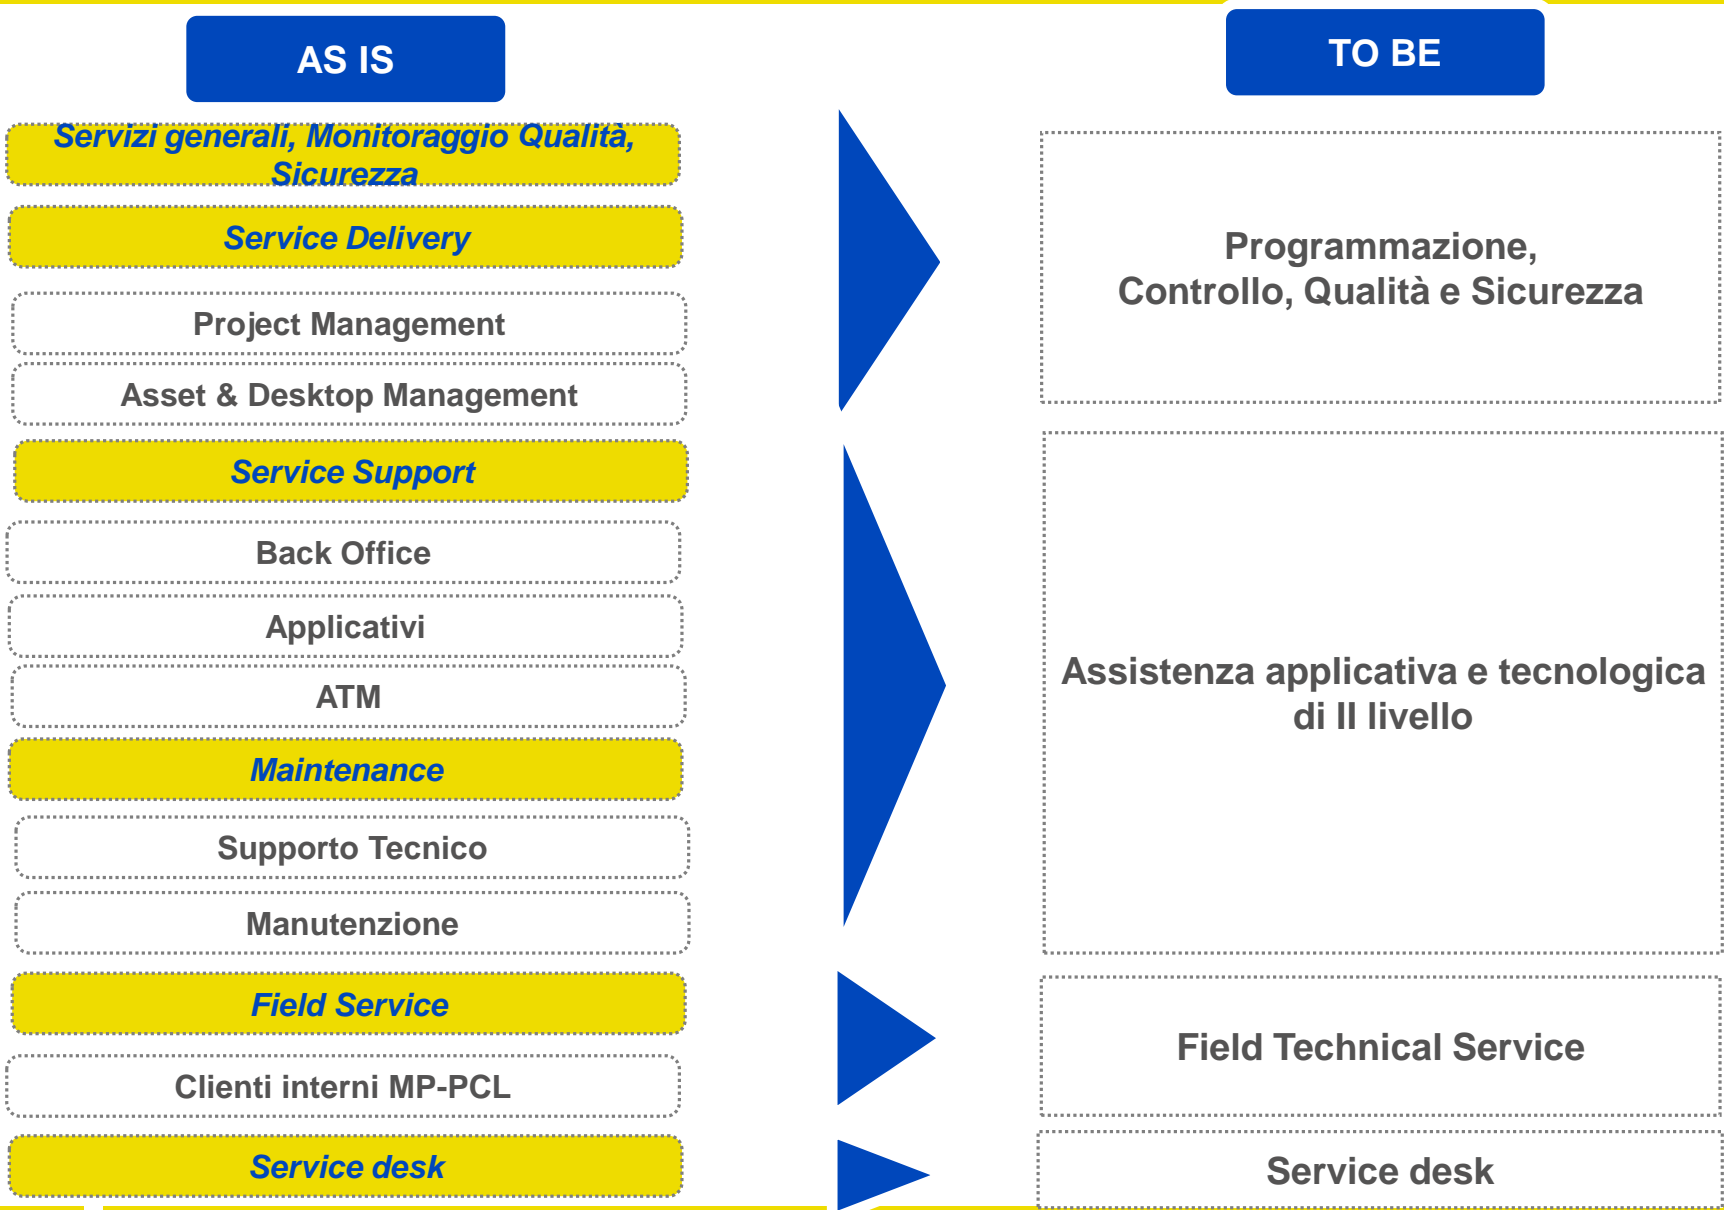 AS IS
Servizi generali, Monitoraggio Qualità,
Sicurezza
Service Delivery
Project Management
Asset & Desktop Management
Service Support
Back Office
Applicativi
ATM
Maintenance
Supporto Tecnico
Manutenzione
Field Service
Clienti interni MP-PCL
Service desk
TO BE
Programmazione,
Controllo, Qualità e Sicurezza
Assistenza applicativa e tecnologica
di II livello
Field Technical Service
Service desk